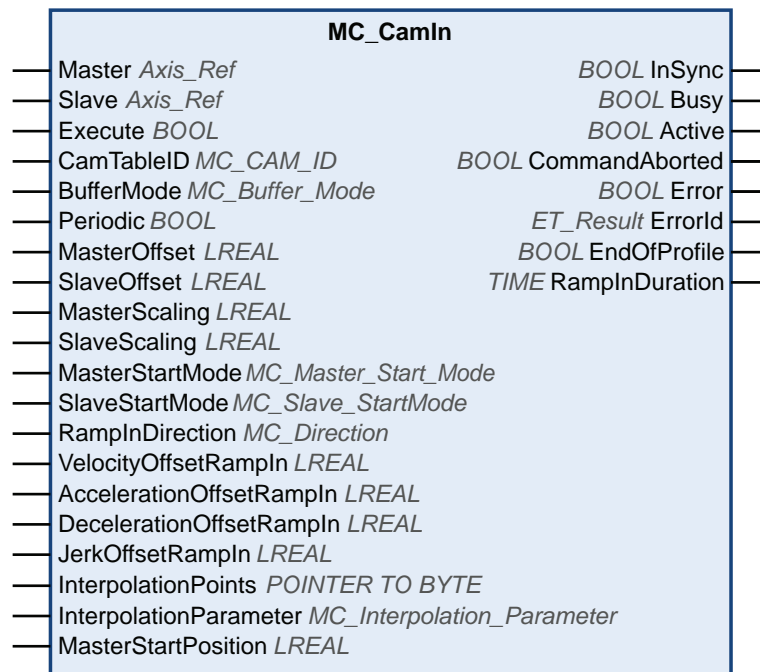 MC_CamIn
Master Axis_Ref BOOL InSync
Slave Axis_Ref BOOL Busy
Execute BOOL BOOL Active
CamTableID MC_CAM_ID BOOL CommandAborted
BufferMode MC_Buffer_Mode BOOL Error
Periodic BOOL ET_Result ErrorId
MasterOffset LREAL BOOL EndOfProfile
SlaveOffset LREAL TIME RampInDuration
MasterScaling LREAL
SlaveScaling LREAL
MasterStartMode MC_Master_Start_Mode
SlaveStartMode MC_Slave_StartMode
RampInDirection MC_Direction
VelocityOffsetRampIn LREAL
AccelerationOffsetRampIn LREAL
DecelerationOffsetRampIn LREAL
JerkOffsetRampIn LREAL
InterpolationPoints POINTER TO BYTE
InterpolationParameter MC_Interpolation_Parameter
MasterStartPosition LREAL